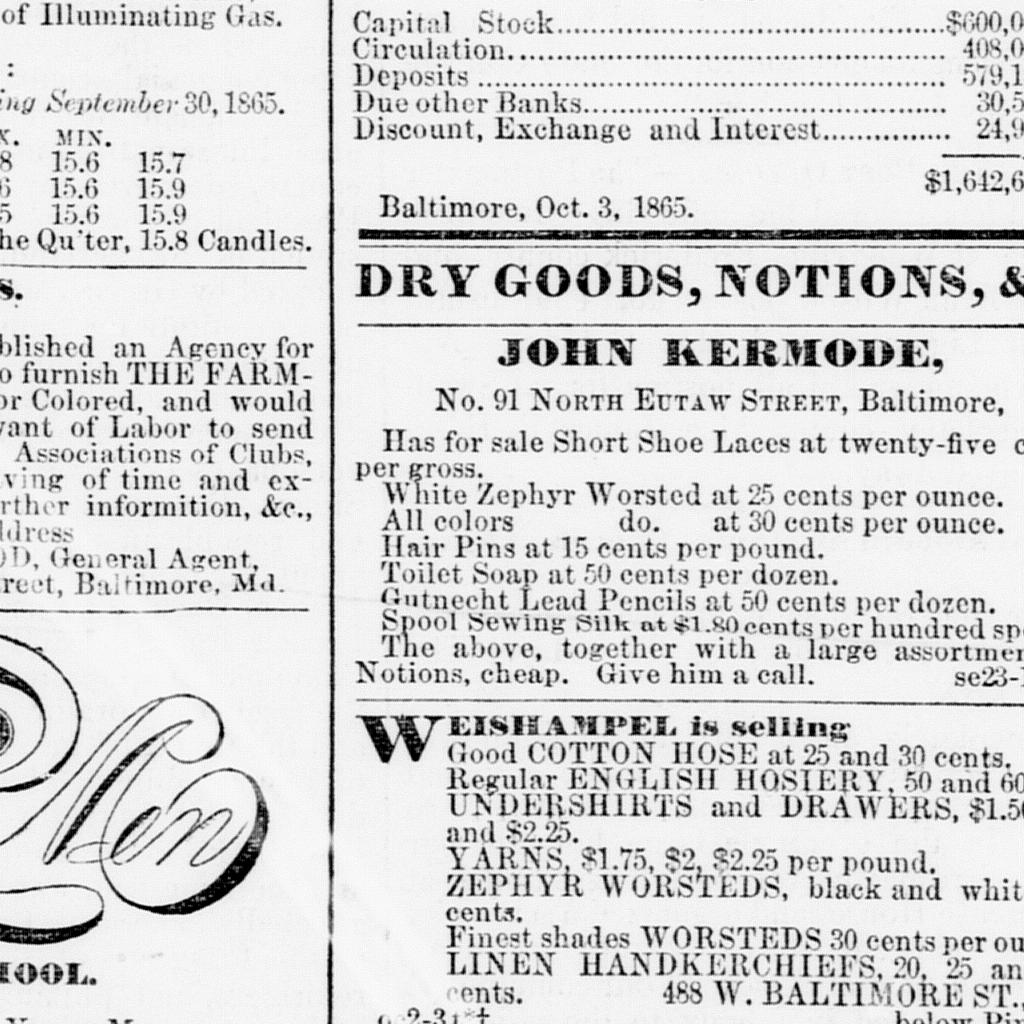 of Illuminating Gas.
:
ing September 30, 1865.
X. MIN.
8 15.6 15.7
6 15.6 15.9
5 15.6 15.9
he Qu'ter, 15.8 Candles.
S.
blished an Agency for
o furnish THE FARM-
or Colored, and would
vant of Labor to send
Associations of Clubs,
ving of time and ex-
rther informition, &c.,
ldress
OD, General Agent,
reet, Baltimore, Md.
Men
HOOL.
Capital Stock..........$600,0
Circulation..........408,0
Deposits..........579,1
Due other Banks..........30,5
Discount, Exchange and Interest..........24,9
$1,642,6
Baltimore, Oct. 3, 1865.
DRY GOODS, NOTIONS, &
JOHN KERMODE,
No. 91 NORTH EUTAW STREET, Baltimore,
Has for sale Short Shoe Laces at twenty-five c
per gross.
White Zephyr Worsted at 25 cents per ounce.
All colors do. at 30 cents per ounce.
Hair Pins at 15 cents per pound.
Toilet Soap at 50 cents per dozen.
Gutnecht Lead Pencils at 50 cents per dozen.
Spool Sewing Silk at $1.80 cents per hundred spo
The above, together with a large assortmen
Notions, cheap. Give him a call. se23-
WEISHAMPEL is selling
Good COTTON HOSE at 25 and 30 cents.
Regular ENGLISH HOSIERY, 50 and 60
UNDERSHIRTS and DRAWERS, $1.50
and $2.25.
YARNS, $1.75, $2, $2.25 per pound.
ZEPHYR WORSTEDS, black and whit
cents.
Finest shades WORSTEDS 30 cents per ou
LINEN HANDKERCHIEFS, 20, 25 an
cents. 488 W. BALTIMORE ST.,
oc2-3t*‡ below Pin